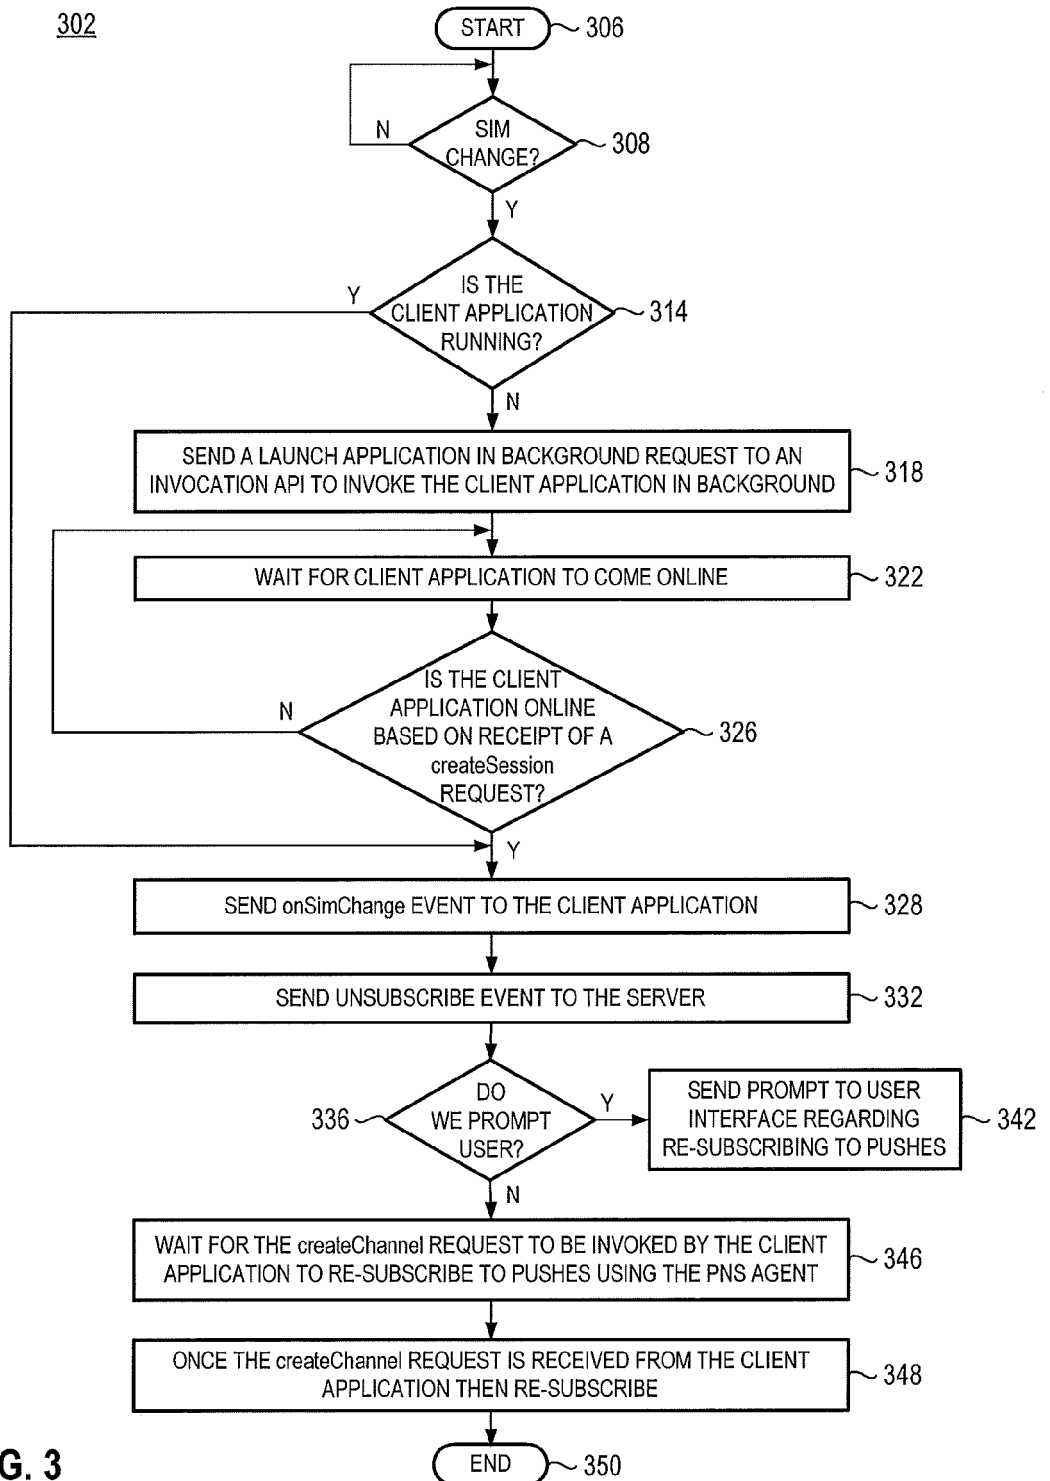 302
START
306
SIM
CHANGE?
308
N
Y
IS THE
CLIENT APPLICATION
RUNNING?
314
Y
N
SEND A LAUNCH APPLICATION IN BACKGROUND REQUEST TO AN
INVOCATION API TO INVOKE THE CLIENT APPLICATION IN BACKGROUND
318
WAIT FOR CLIENT APPLICATION TO COME ONLINE
322
IS THE CLIENT
APPLICATION ONLINE
BASED ON RECEIPT OF A
createSession
REQUEST?
326
N
Y
SEND onSimChange EVENT TO THE CLIENT APPLICATION
328
SEND UNSUBSCRIBE EVENT TO THE SERVER
332
DO
WE PROMPT
USER?
336
Y
SEND PROMPT TO USER
INTERFACE REGARDING
RE-SUBSCRIBING TO PUSHES
342
N
WAIT FOR THE createChannel REQUEST TO BE INVOKED BY THE CLIENT
APPLICATION TO RE-SUBSCRIBE TO PUSHES USING THE PNS AGENT
346
ONCE THE createChannel REQUEST IS RECEIVED FROM THE CLIENT
APPLICATION THEN RE-SUBSCRIBE
348
END
350
G. 3